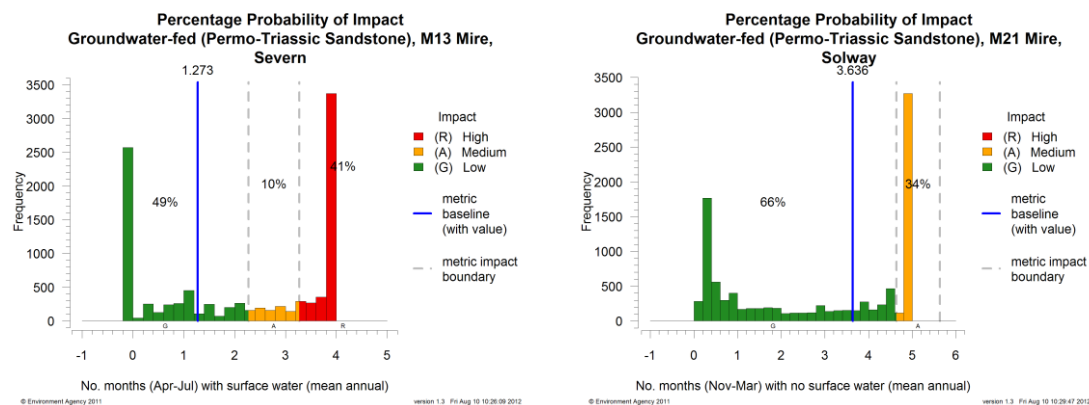 Percentage Probability of Impact
Groundwater-fed (Permo-Triassic Sandstone), M13 Mire,
Severn
1.273
3500
3000
2500
2000
1500
1000
500
0
Frequency
49%
10%
41%
G
A
R
-1 0 1 2 3 4 5
No. months (Apr-Jul) with surface water (mean annual)
Impact
(R) High
(A) Medium
(G) Low
metric
baseline
(with value)
metric impact
boundary
© Environment Agency 2011
version 1.3 Fri Aug 10 10:26:09 2012
Percentage Probability of Impact
Groundwater-fed (Permo-Triassic Sandstone), M21 Mire,
Solway
3.636
3500
3000
2500
2000
1500
1000
500
0
Frequency
66%
34%
G
A
-1 0 1 2 3 4 5 6
No. months (Nov-Mar) with no surface water (mean annual)
Impact
(R) High
(A) Medium
(G) Low
metric
baseline
(with value)
metric impact
boundary
© Environment Agency 2011
version 1.3 Fri Aug 10 10:29:47 2012